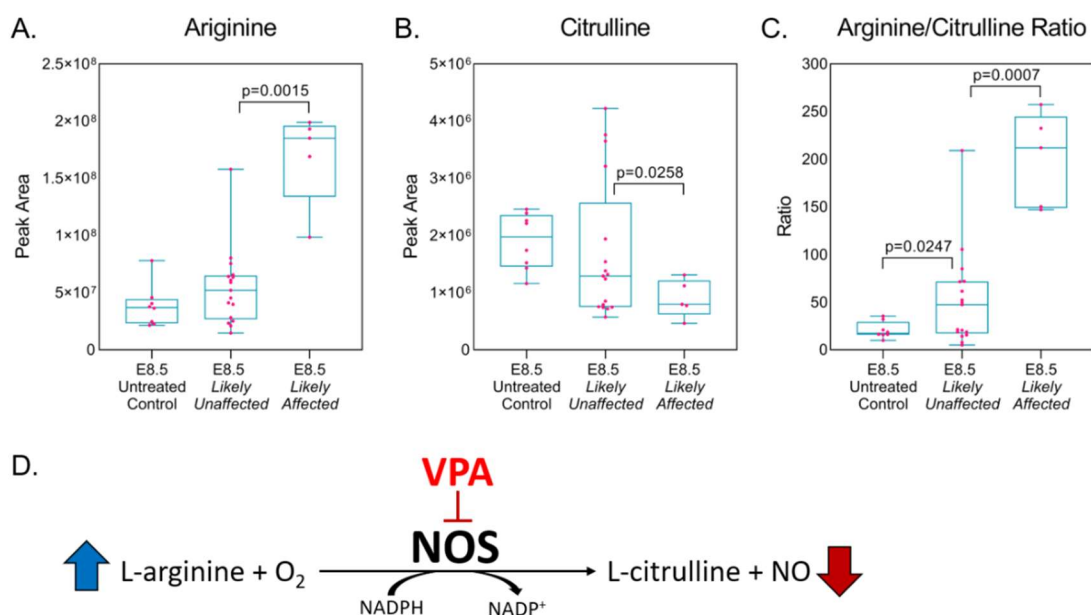 A.
Arginine
Peak Area
2.5×10⁸
2×10⁸
1.5×10⁸
1×10⁸
5×10⁷
0
p=0.0015
E8.5
Untreated
Control
E8.5
Likely
Unaffected
E8.5
Likely
Affected
B.
Citrulline
Peak Area
5×10⁶
4×10⁶
3×10⁶
2×10⁶
1×10⁶
0
p=0.0258
E8.5
Untreated
Control
E8.5
Likely
Unaffected
E8.5
Likely
Affected
C.
Arginine/Citrulline Ratio
Ratio
300
250
200
150
100
50
0
p=0.0007
p=0.0247
E8.5
Untreated
Control
E8.5
Likely
Unaffected
E8.5
Likely
Affected
D.
VPA
NOS
L-arginine + O₂
L-citrulline + NO
NADPH
NADP⁺